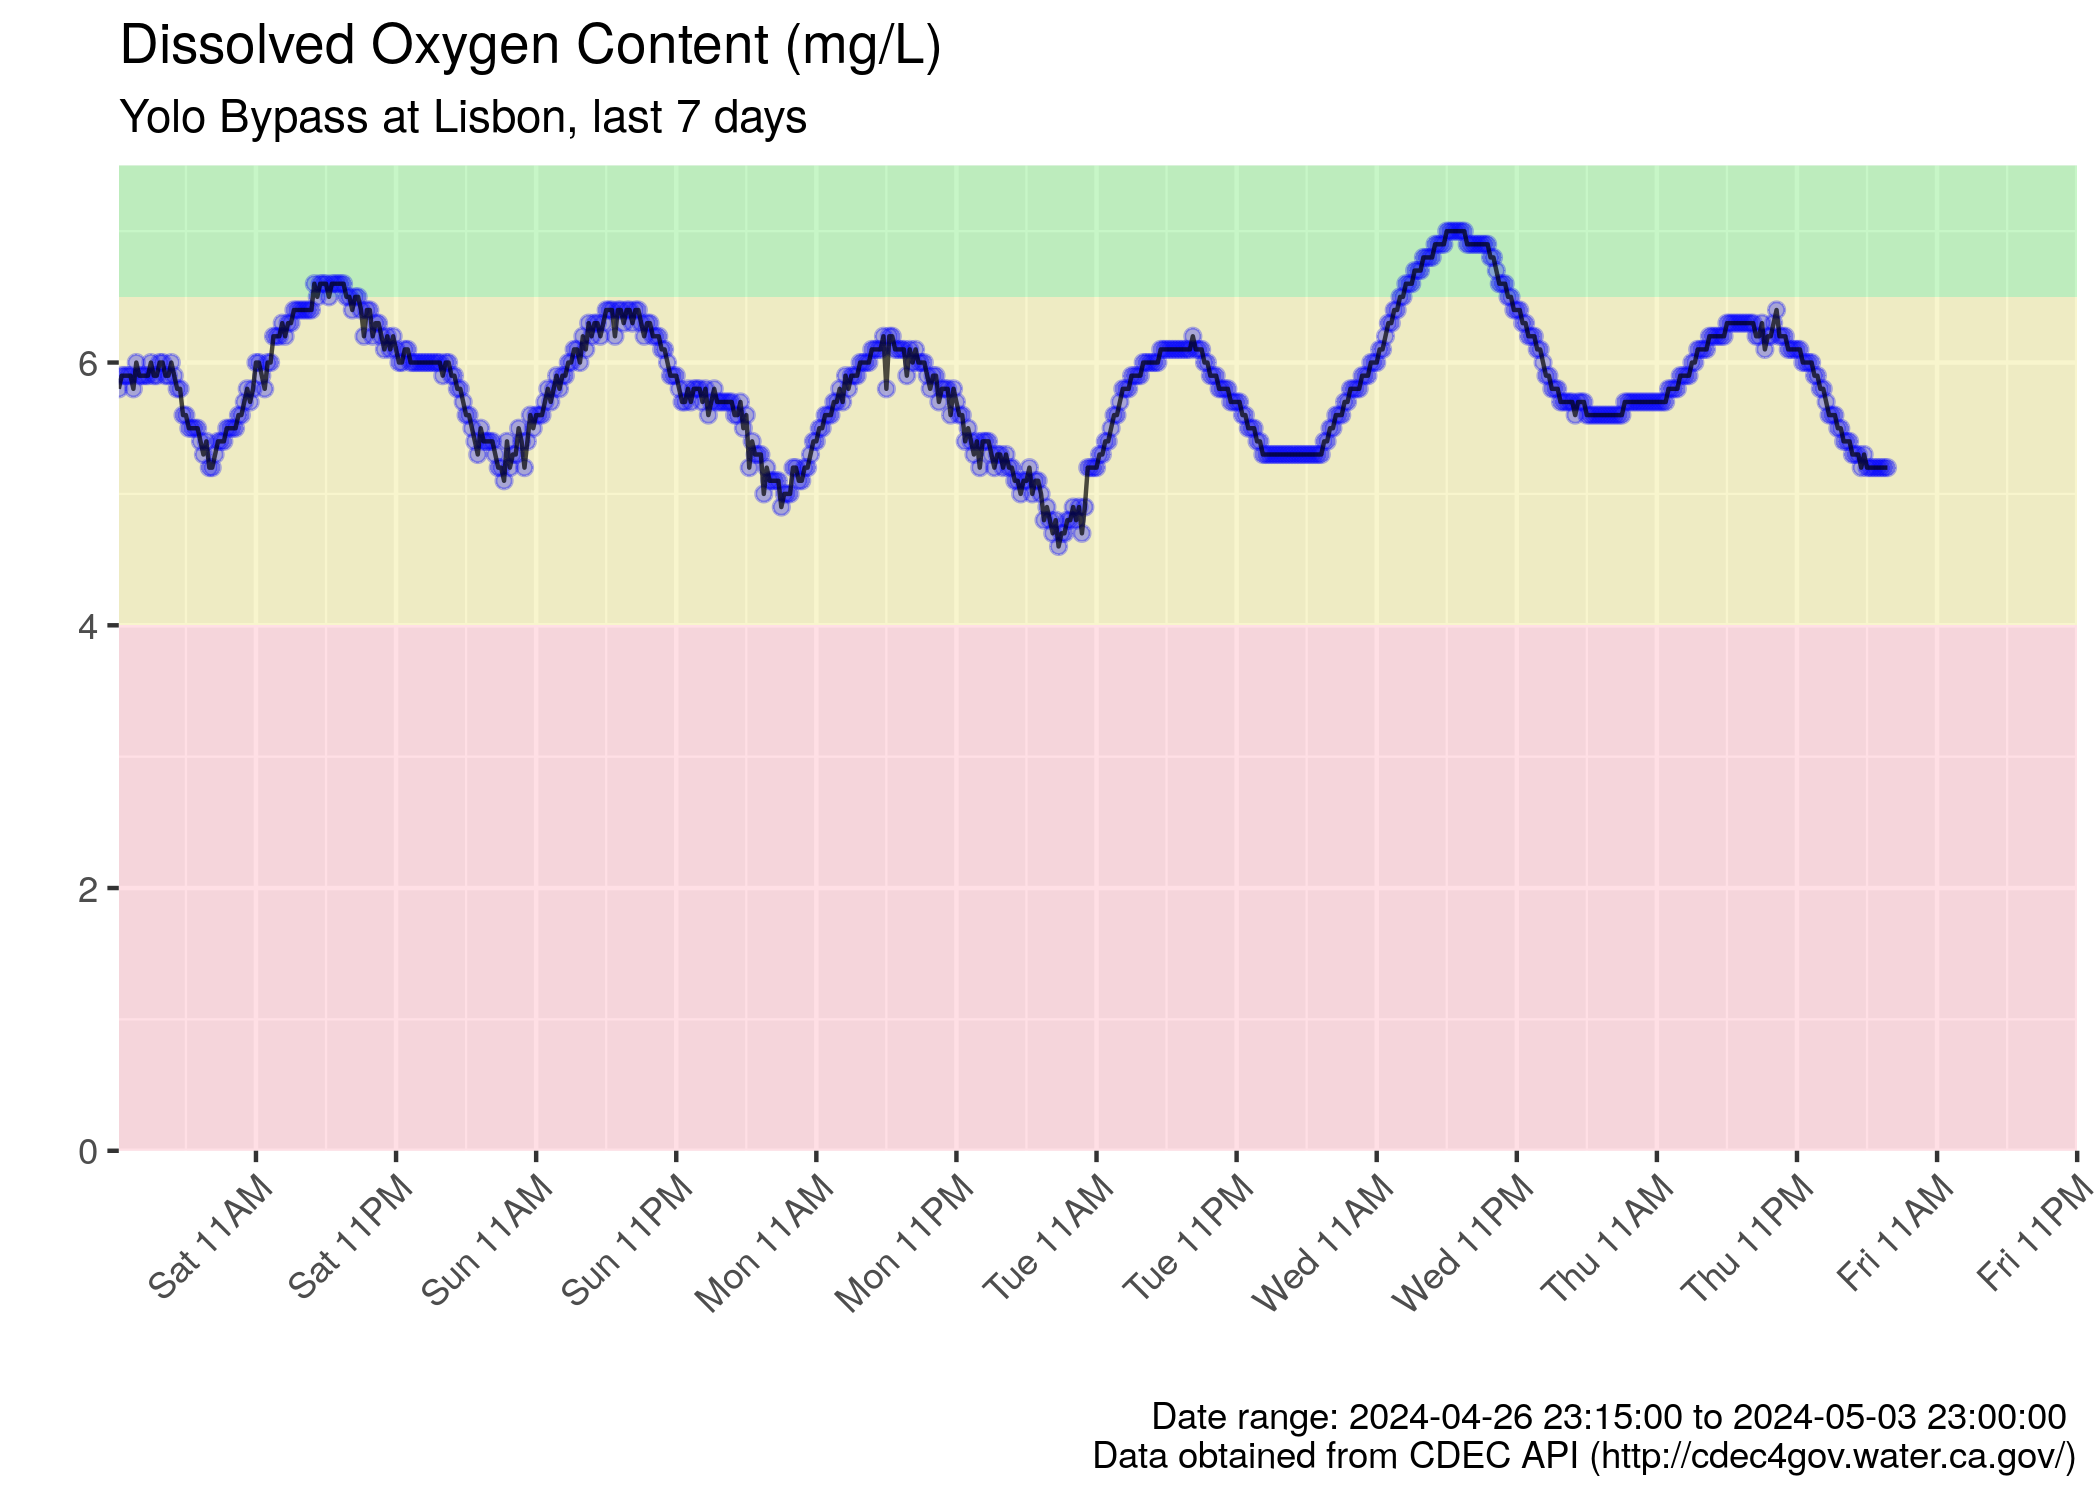 Dissolved Oxygen Content (mg/L)
Yolo Bypass at Lisbon, last 7 days
6
4
2
0
Sat 11AM
Sat 11PM
Sun 11AM
Sun 11PM
Mon 11AM
Mon 11PM
Tue 11AM
Tue 11PM
Wed 11AM
Wed 11PM
Thu 11AM
Thu 11PM
Fri 11AM
Fri 11PM
Date range: 2024-04-26 23:15:00 to 2024-05-03 23:00:00
Data obtained from CDEC API (http://cdec4gov.water.ca.gov/)